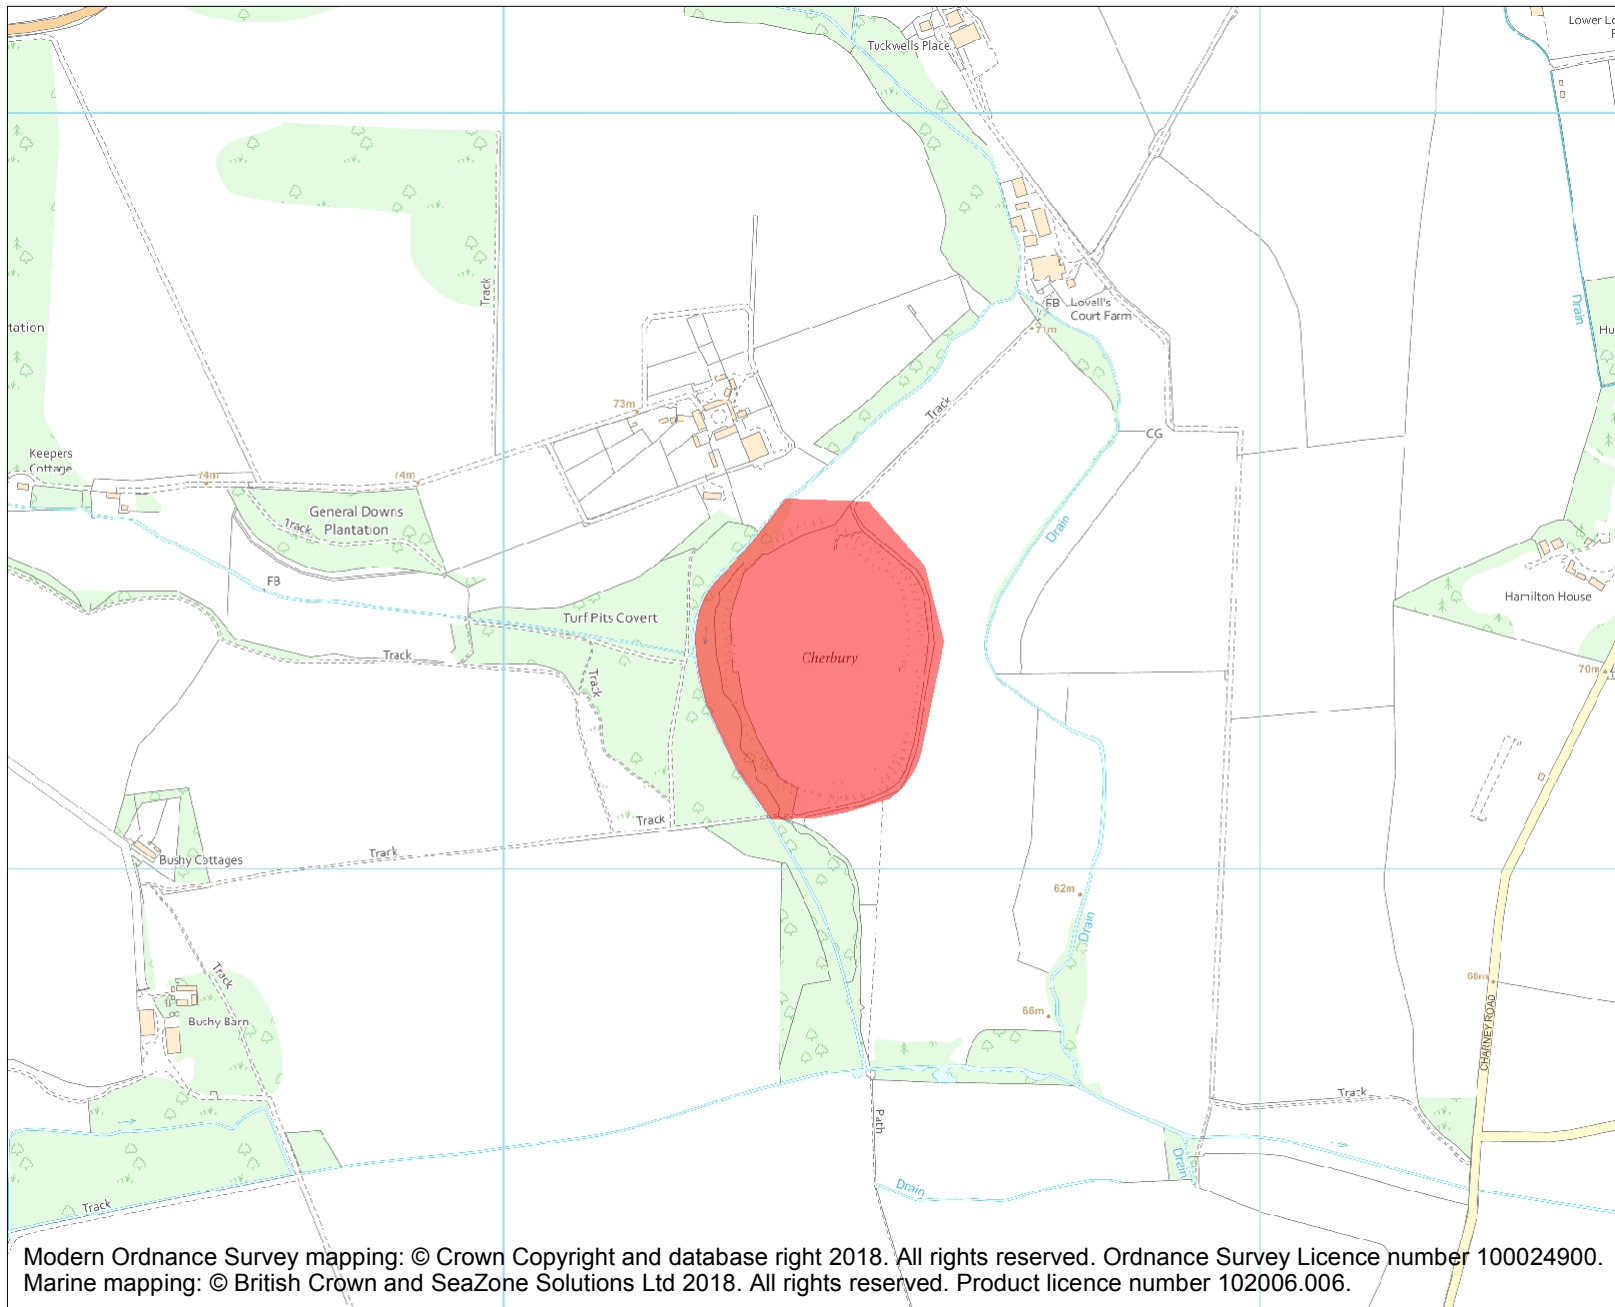 Tuckwells Place
Lower Lo
F
Track
Drain
tation
FB
Lovell's
Court Farm
71m
Hu
Track
73m
CG
Keepers
Cottage
74m
74m
General Downs
Plantation
Track
Drain
FB
Turf Pits Covert
Hamilton House
Track
Track
Cherbury
70m
Track
Track
Bushy Cottages
62m
Drain
Track
68m
66m
Bushy Barn
CHARNEY ROAD
Track
Path
Drain
Drain
Track
Modern Ordnance Survey mapping: © Crown Copyright and database right 2018. All rights reserved. Ordnance Survey Licence number 100024900.
Marine mapping: © British Crown and SeaZone Solutions Ltd 2018. All rights reserved. Product licence number 102006.006.